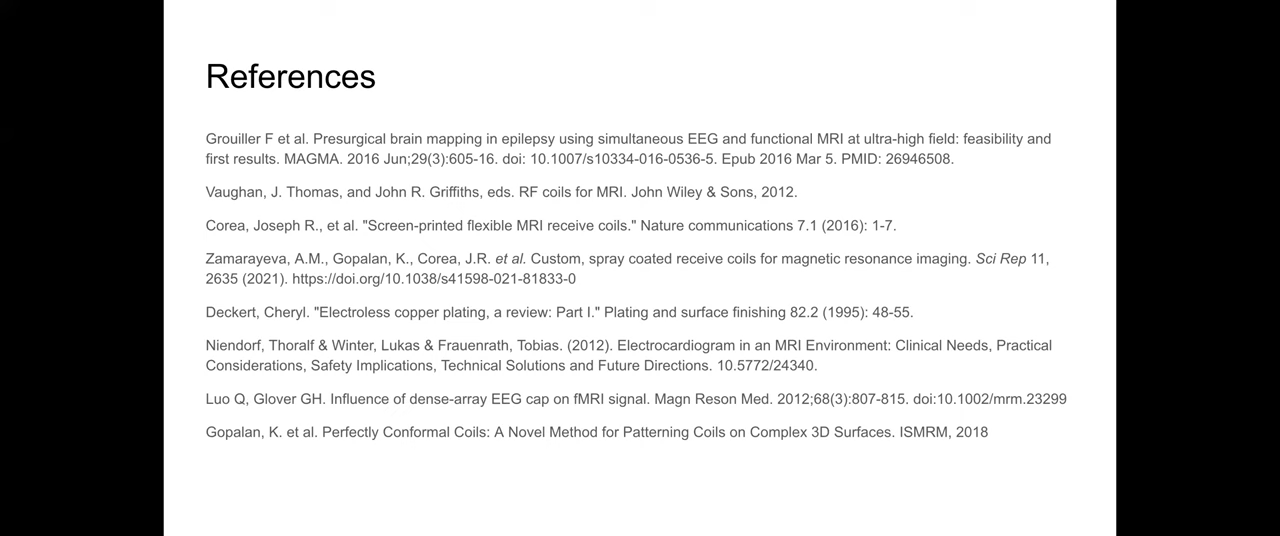 References
Grouiller F et al. Presurgical brain mapping in epilepsy using simultaneous EEG and functional MRI at ultra-high field: feasibility and
first results. MAGMA. 2016 Jun;29(3):605-16. doi: 10.1007/s10334-016-0536-5. Epub 2016 Mar 5. PMID: 26946508.
Vaughan, J. Thomas, and John R. Griffiths, eds. RF coils for MRI. John Wiley & Sons, 2012.
Corea, Joseph R., et al. "Screen-printed flexible MRI receive coils." Nature communications 7.1 (2016): 1-7.
Zamarayeva, A.M., Gopalan, K., Corea, J.R. et al. Custom, spray coated receive coils for magnetic resonance imaging. Sci Rep 11,
2635 (2021). https://doi.org/10.1038/s41598-021-81833-0
Deckert, Cheryl. "Electroless copper plating, a review: Part I." Plating and surface finishing 82.2 (1995): 48-55.
Niendorf, Thoralf & Winter, Lukas & Frauenrath, Tobias. (2012). Electrocardiogram in an MRI Environment: Clinical Needs, Practical
Considerations, Safety Implications, Technical Solutions and Future Directions. 10.5772/24340.
Luo Q, Glover GH. Influence of dense-array EEG cap on fMRI signal. Magn Reson Med. 2012;68(3):807-815. doi:10.1002/mrm.23299
Gopalan, K. et al. Perfectly Conformal Coils: A Novel Method for Patterning Coils on Complex 3D Surfaces. ISMRM, 2018